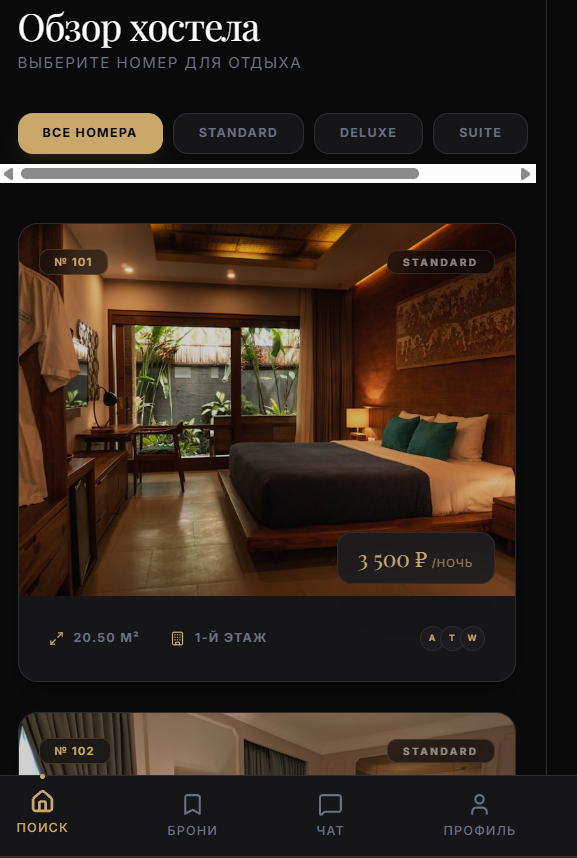 Обзор хостела
ВЫБЕРИТЕ НОМЕР ДЛЯ ОТДЫХА
ВСЕ НОМЕРА STANDARD DELUXE SUITE
№ 101 STANDARD
3 500 ₽ /НОЧЬ
20.50 М² 1-Й ЭТАЖ A T W
№ 102 STANDARD
ПОИСК БРОНИ ЧАТ ПРОФИЛЬ